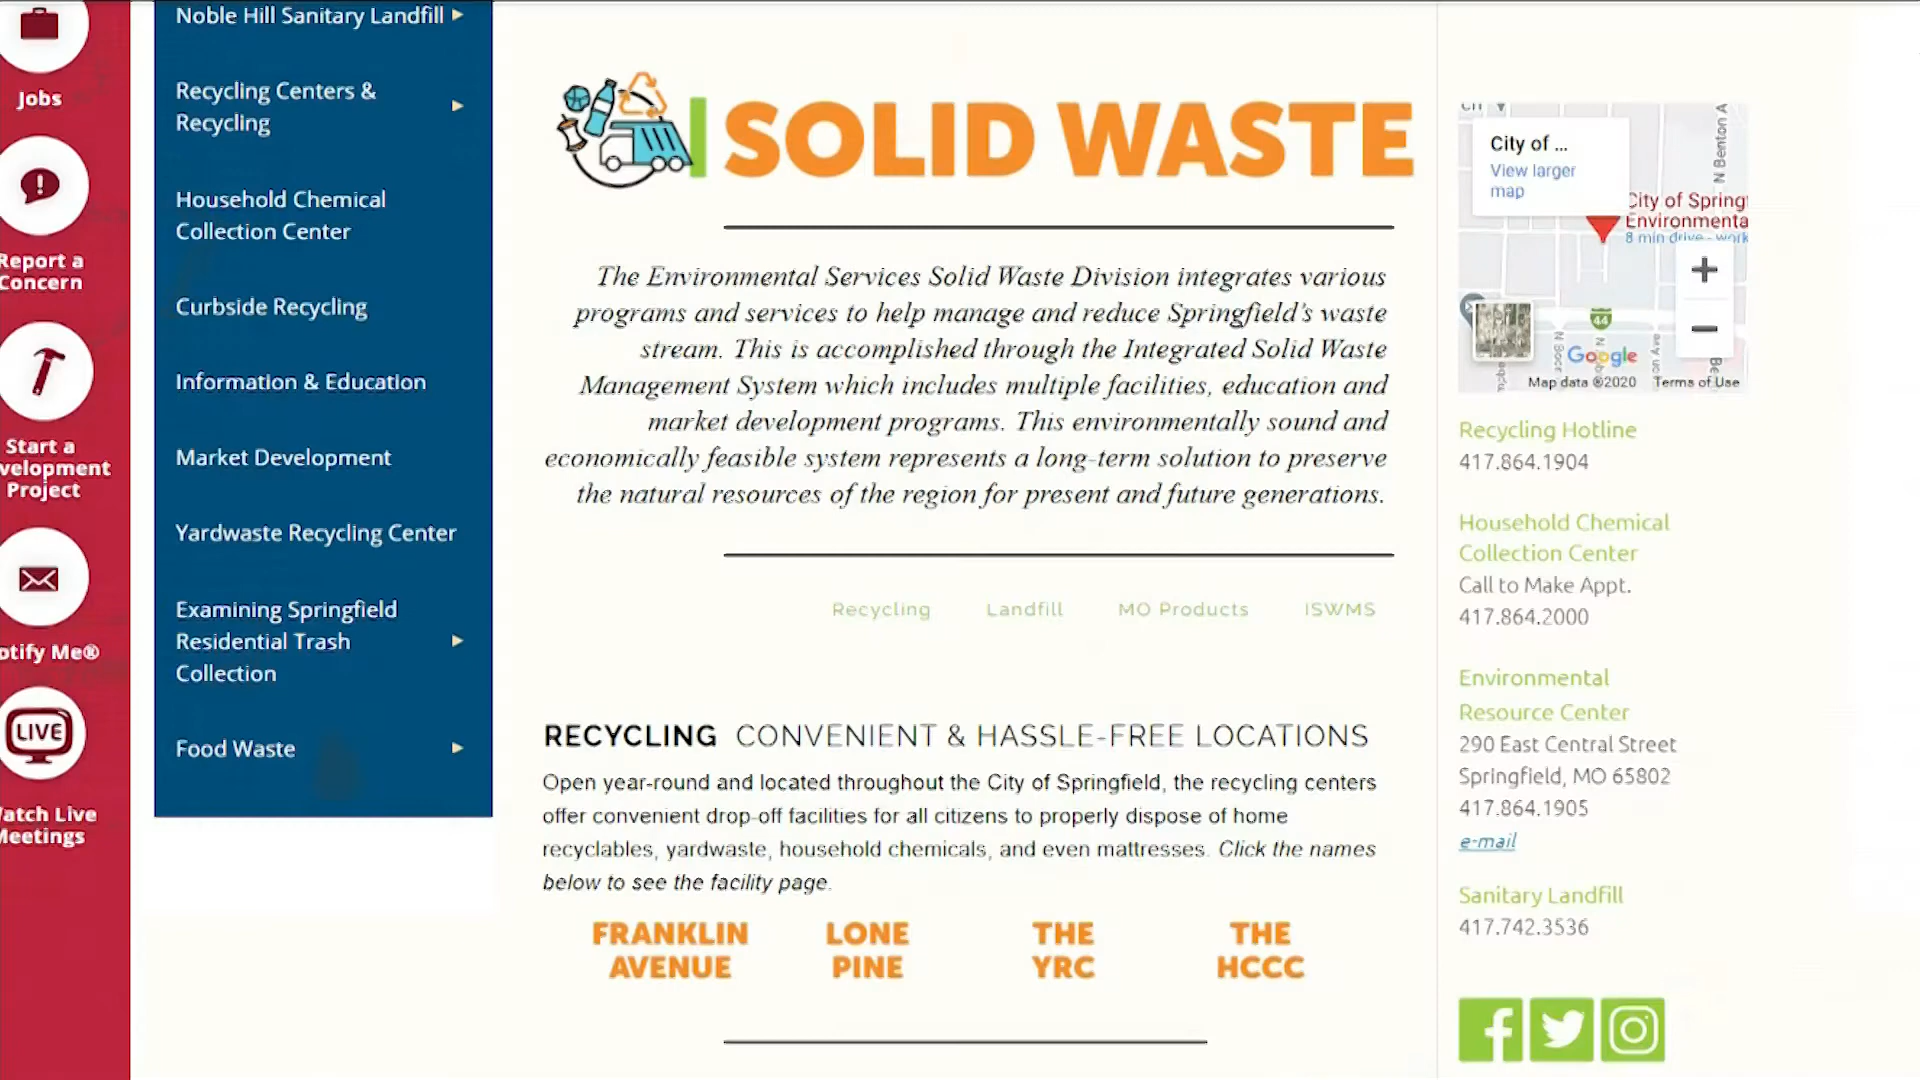 Jobs
Report a
Concern
Start a
velopment
Project
otify Me®
LIVE
atch Live
Meetings
Noble Hill Sanitary Landfill
Recycling Centers &
Recycling
Household Chemical
Collection Center
Curbside Recycling
Information & Education
Market Development
Yardwaste Recycling Center
Examining Springfield
Residential Trash
Collection
Food Waste
SOLID WASTE
The Environmental Services Solid Waste Division integrates various
programs and services to help manage and reduce Springfield's waste
stream. This is accomplished through the Integrated Solid Waste
Management System which includes multiple facilities, education and
market development programs. This environmentally sound and
economically feasible system represents a long-term solution to preserve
the natural resources of the region for present and future generations.
Recycling Landfill MO Products ISWMS
RECYCLING CONVENIENT & HASSLE-FREE LOCATIONS
Open year-round and located throughout the City of Springfield, the recycling centers
offer convenient drop-off facilities for all citizens to properly dispose of home
recyclables, yardwaste, household chemicals, and even mattresses. Click the names
below to see the facility page.
FRANKLIN
AVENUE
LONE
PINE
THE
YRC
THE
HCCC
City of ...
View larger
map
N Benton A
City of Spring
Environmenta
8 min drive - work
44
Google
Map data ©2020 Terms of Use
Recycling Hotline
417.864.1904
Household Chemical
Collection Center
Call to Make Appt.
417.864.2000
Environmental
Resource Center
290 East Central Street
Springfield, MO 65802
417.864.1905
e-mail
Sanitary Landfill
417.742.3536